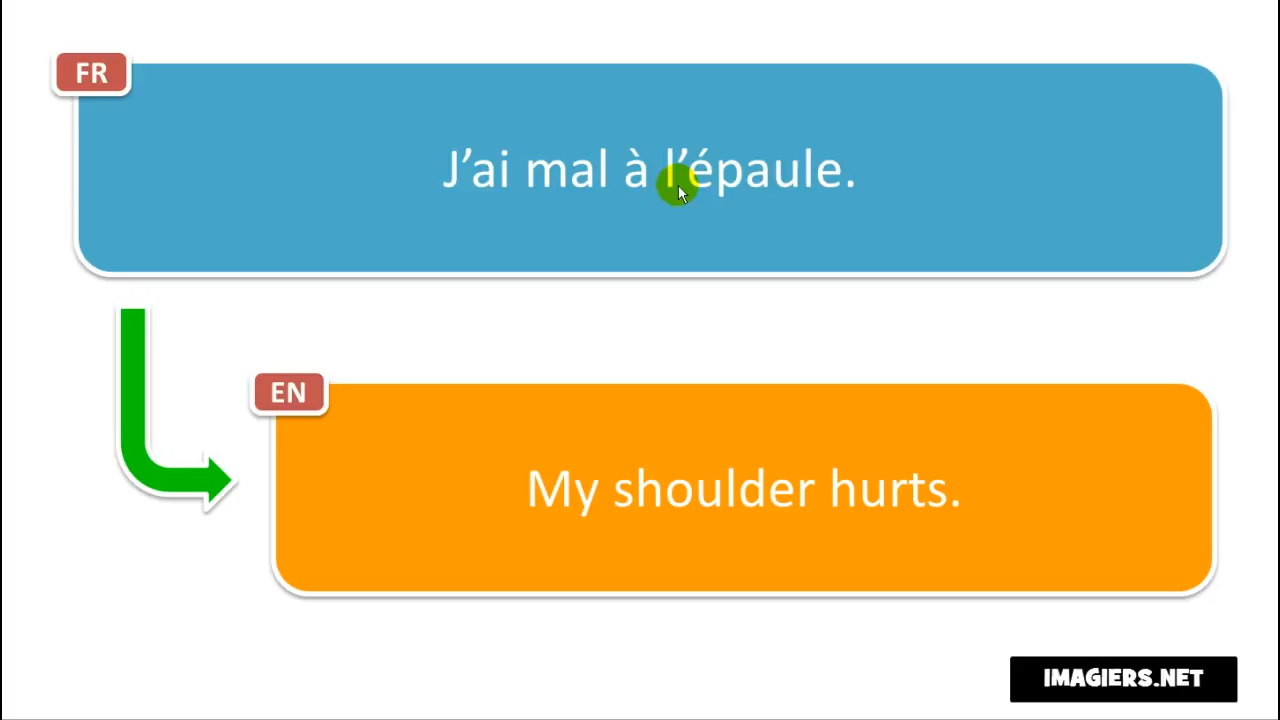 FR
J’ai mal à l’épaule.
EN
My shoulder hurts.
IMAGIERS.NET